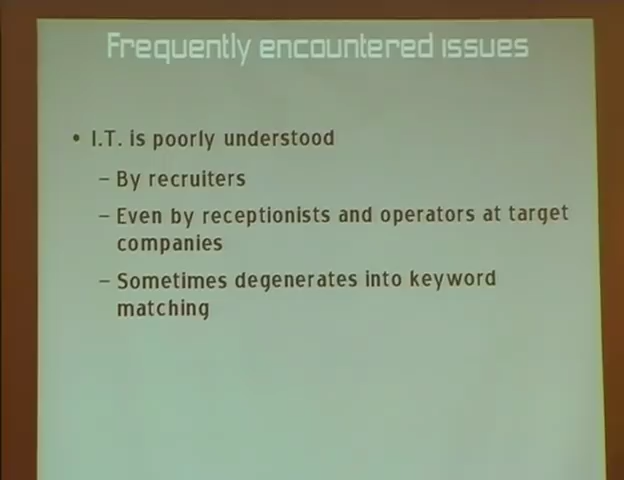 Frequently encountered issues
• I.T. is poorly understood
– By recruiters
– Even by receptionists and operators at target
companies
– Sometimes degenerates into keyword
matching